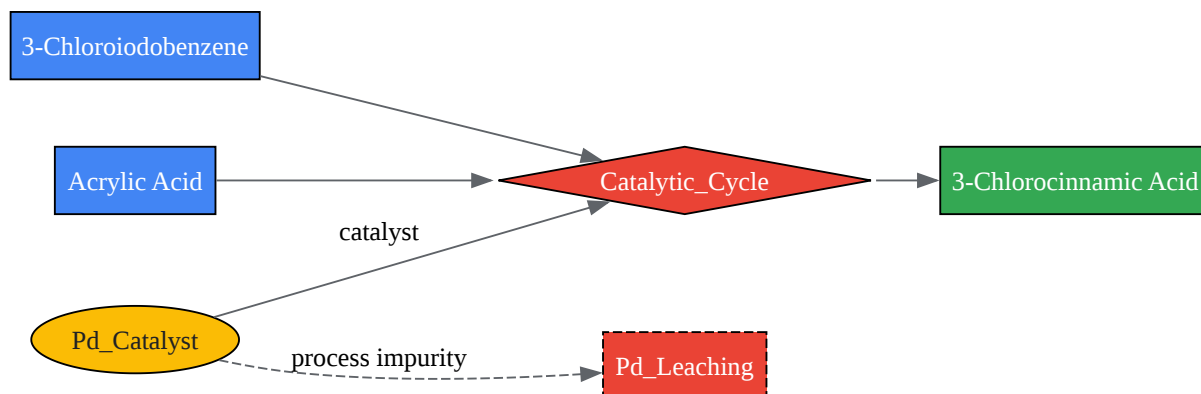 3-Chloroiodobenzene
Acrylic Acid
Catalytic_Cycle
3-Chlorocinnamic Acid
catalyst
Pd_Catalyst
process impurity
Pd_Leaching